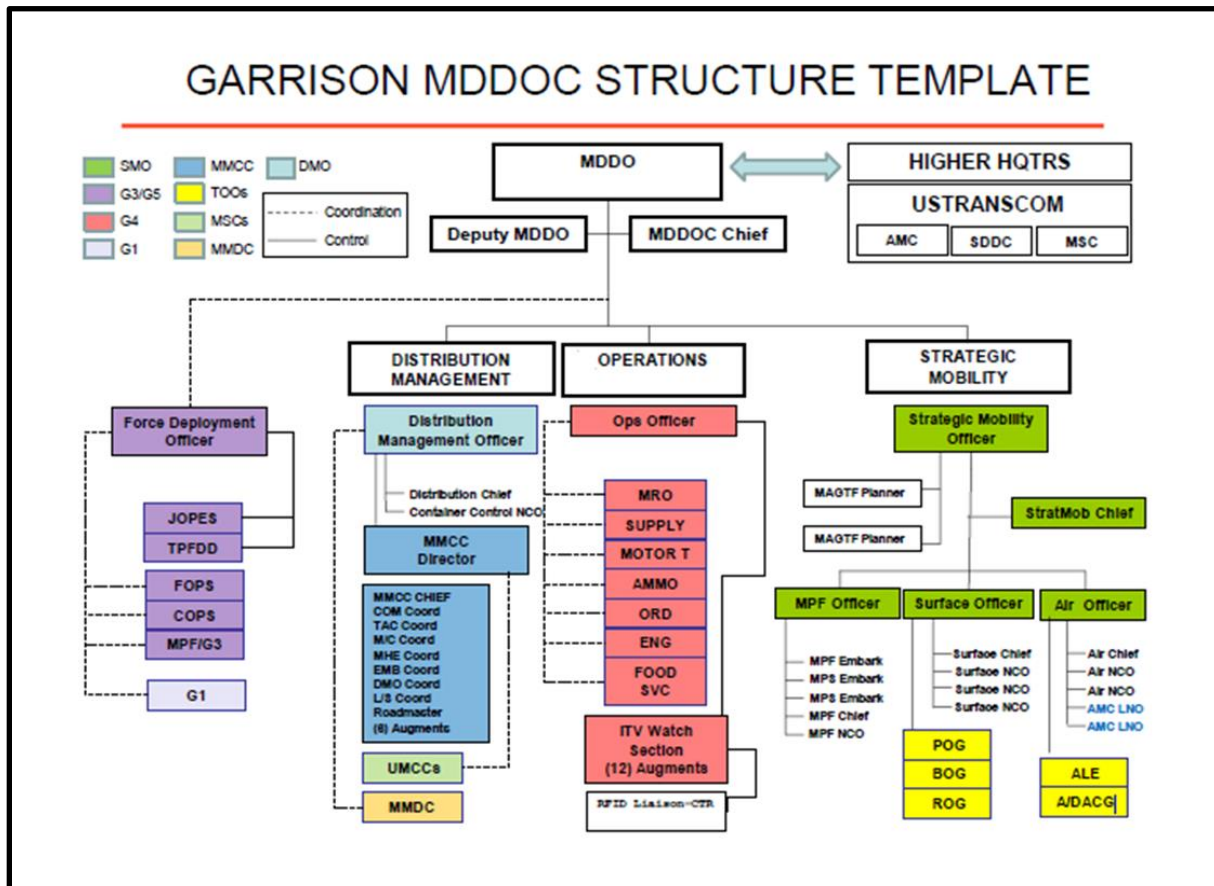 GARRISON MDDOC STRUCTURE TEMPLATE
SMO
MMCC
DMO
G3/G5
TOOs
G4
MSCs
G1
MMDC
Coordination
Control
MDDO
HIGHER HQTRS
USTRANSCOM
AMC
SDDC
MSC
Deputy MDDO
MDDOC Chief
DISTRIBUTION
MANAGEMENT
OPERATIONS
STRATEGIC
MOBILITY
Force Deployment
Officer
JOPES
TPFDD
FOPS
COPS
MPF/G3
G1
Distribution
Management Officer
Distribution Chief
Container Control NCO
MMCC
Director
MMCC CHIEF
COM Coord
TAC Coord
M/C Coord
MHE Coord
EMB Coord
DMO Coord
L/S Coord
Roadmaster
(6) Augments
UMCCs
MMDC
Ops Officer
MRO
SUPPLY
MOTOR T
AMMO
ORD
ENG
FOOD
SVC
ITV Watch
Section
(12) Augments
RFID Liaison-CTR
Strategic Mobility
Officer
MAGTF Planner
MAGTF Planner
StratMob Chief
MPF Officer
MPF Embark
MPS Embark
MPS Embark
MPF Chief
MPF NCO
Surface Officer
Surface Chief
Surface NCO
Surface NCO
Surface NCO
POG
BOG
ROG
Air Officer
Air Chief
Air NCO
Air NCO
AMC LNO
AMC LNO
ALE
A/DACG